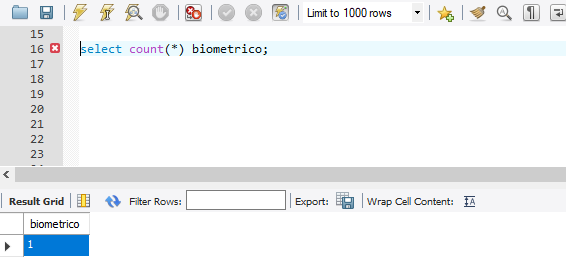 Limit to 1000 rows
15
16 select count(*) biometrico;
17
18
19
20
21
22
23
Result Grid Filter Rows: Export: Wrap Cell Content: IA
biometrico
1